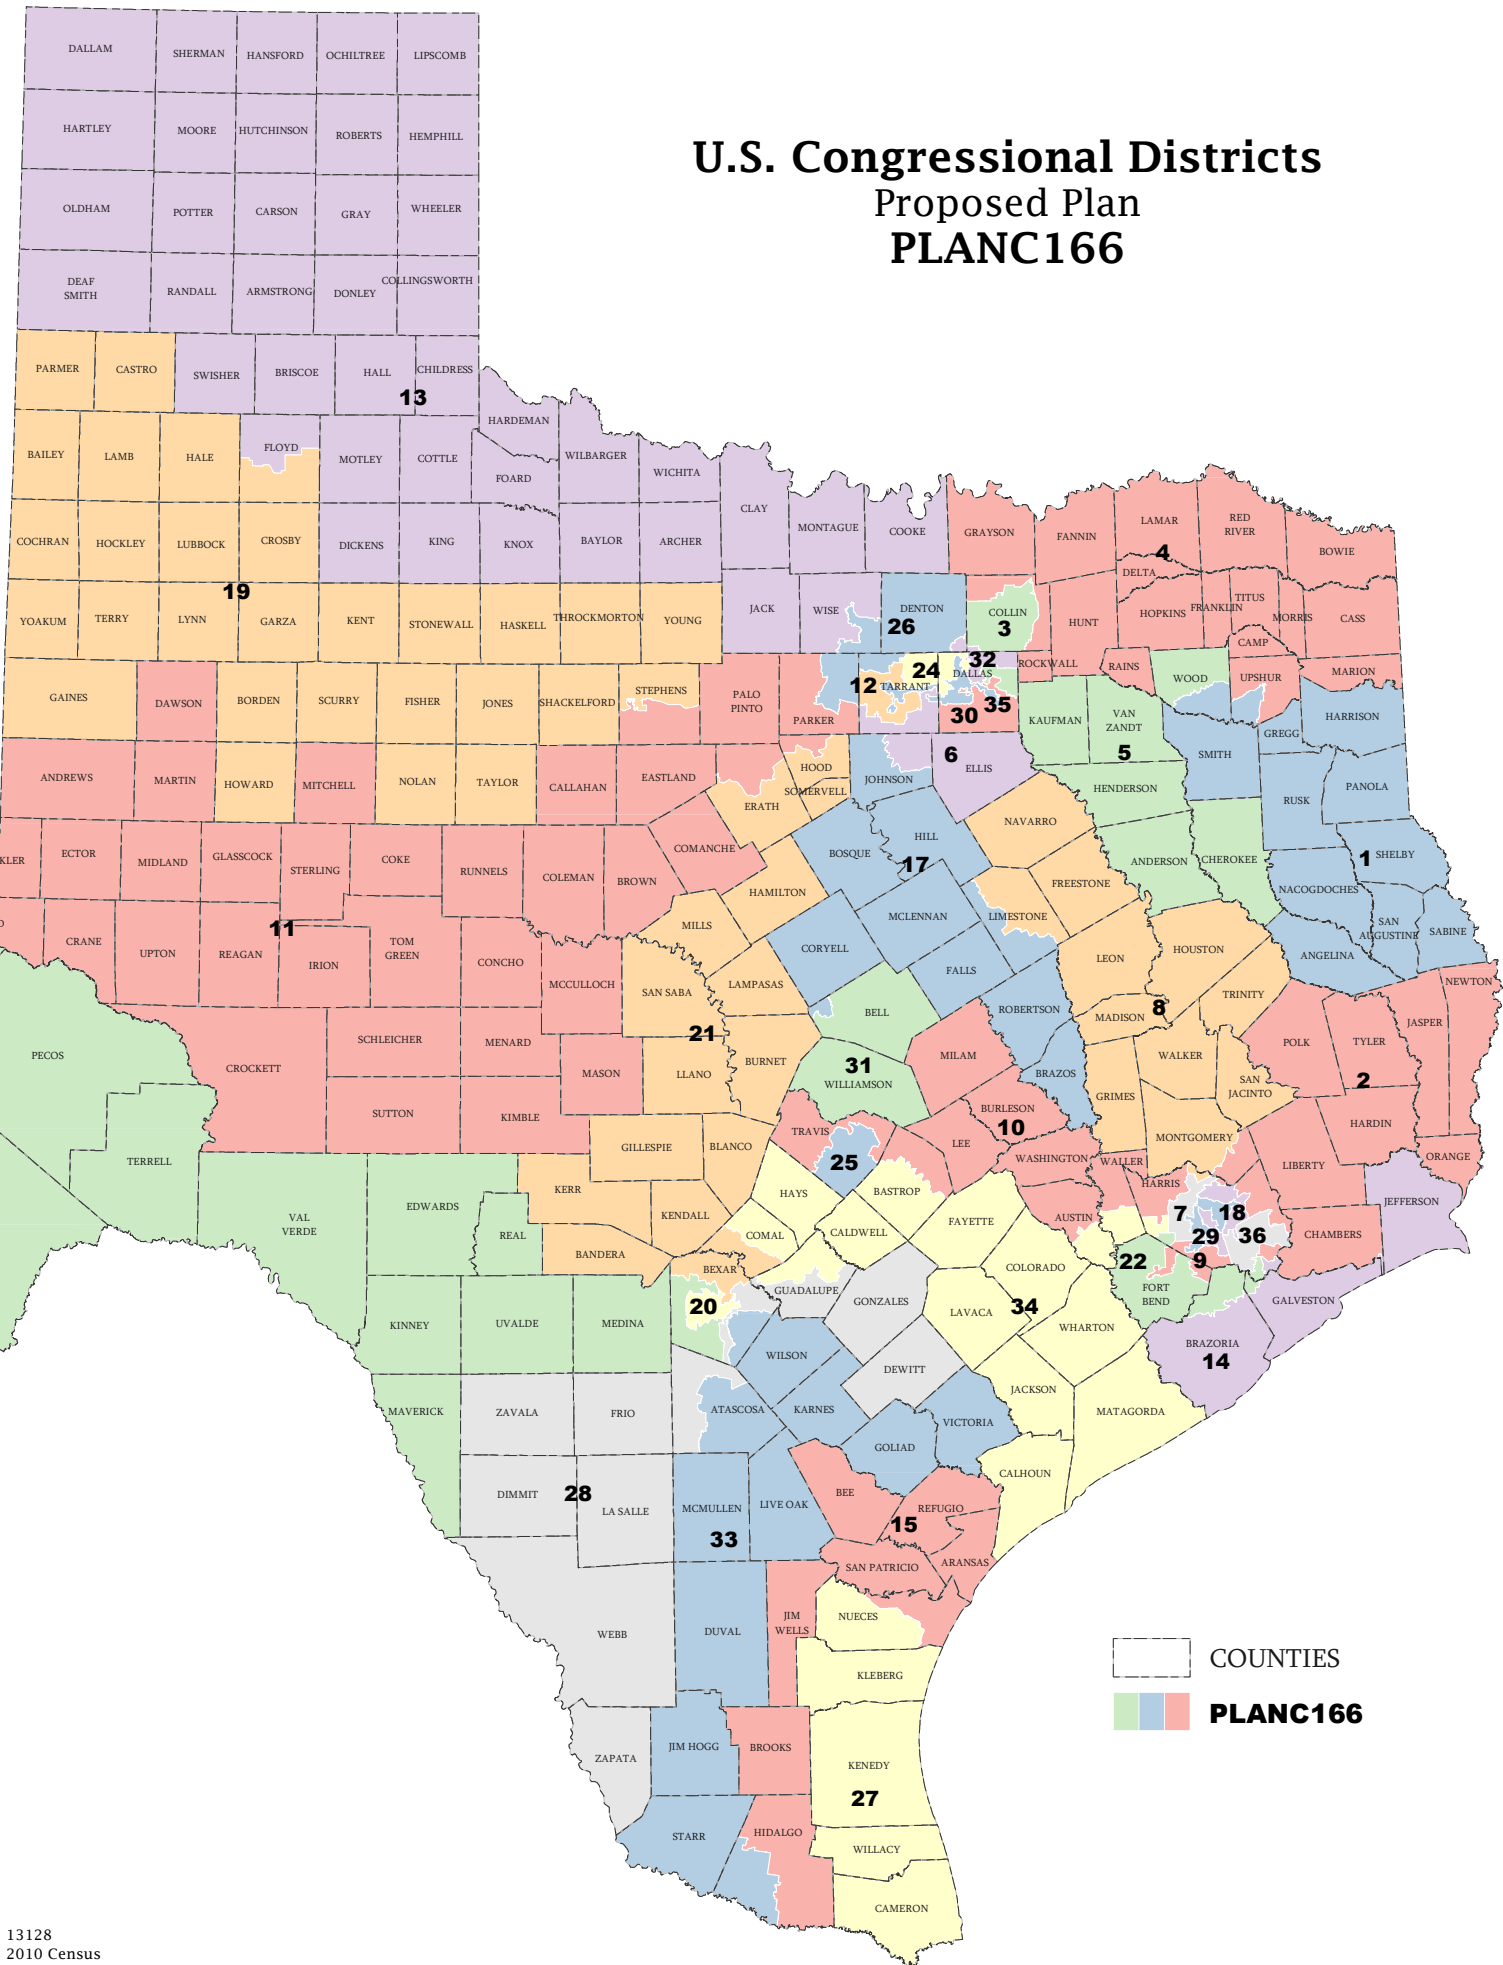 U.S. Congressional Districts
Proposed Plan
PLANC166
DALLAM
SHERMAN
HANSFORD
OCHILTREE
LIPSCOMB
HARTLEY
MOORE
HUTCHINSON
ROBERTS
HEMPHILL
OLDHAM
POTTER
CARSON
GRAY
WHEELER
DEAF
SMITH
RANDALL
ARMSTRONG
DONLEY
COLLINGSWORTH
PARMER
CASTRO
SWISHER
BRISCOE
HALL
CHILDRESS
13
HARDEMAN
BAILEY
LAMB
HALE
FLOYD
MOTLEY
COTTLE
FOARD
WILBARGER
WICHITA
CLAY
MONTAGUE
COOKE
GRAYSON
FANNIN
LAMAR
4
RED
RIVER
BOWIE
COCHRAN
HOCKLEY
LUBBOCK
CROSBY
DICKENS
KING
KNOX
BAYLOR
ARCHER
DELTA
19
YOAKUM
TERRY
LYNN
GARZA
KENT
STONEWALL
HASKELL
THROCKMORTON
YOUNG
JACK
WISE
DENTON
26
COLLIN
3
HUNT
HOPKINS
FRANKLIN
TITUS
MORRIS
CASS
CAMP
GAINES
DAWSON
BORDEN
SCURRY
FISHER
JONES
SHACKELFORD
STEPHENS
PALO
PINTO
PARKER
12
TARRANT
24
DALLAS
32
30
35
ROCKWALL
RAINS
WOOD
UPSHUR
MARION
HARRISON
KAUFMAN
VAN
ZANDT
5
GREGG
SMITH
ANDREWS
MARTIN
HOWARD
MITCHELL
NOLAN
TAYLOR
CALLAHAN
EASTLAND
ERATH
HOOD
SOMERVELL
JOHNSON
6
ELLIS
HENDERSON
RUSK
PANOLA
KLER
ECTOR
MIDLAND
GLASSCOCK
STERLING
COKE
RUNNELS
COLEMAN
BROWN
COMANCHE
BOSQUE
HILL
17
NAVARRO
ANDERSON
CHEROKEE
1
SHELBY
HAMILTON
FREESTONE
NACOGDOCHES
O
CRANE
UPTON
REAGAN
11
IRION
TOM
GREEN
CONCHO
MCCULLOCH
MILLS
SAN SABA
LAMPASAS
CORYELL
MCLENNAN
LIMESTONE
FALLS
LEON
HOUSTON
ANGELINA
SAN
AUGUSTINE
SABINE
TRINITY
NEWTON
PECOS
CROCKETT
SCHLEICHER
MENARD
MASON
21
LLANO
BURNET
BELL
31
WILLIAMSON
MILAM
ROBERTSON
BRAZOS
MADISON
8
WALKER
GRIMES
SAN
JACINTO
POLK
TYLER
JASPER
2
SUTTON
KIMBLE
BURLESON
10
HARDIN
TERRELL
GILLESPIE
BLANCO
TRAVIS
25
LEE
WASHINGTON
WALLER
MONTGOMERY
LIBERTY
ORANGE
VAL
VERDE
EDWARDS
REAL
KERR
KENDALL
BANDERA
HAYS
BASTROP
COMAL
CALDWELL
FAYETTE
AUSTIN
HARRIS
7
18
29
36
9
JEFFERSON
CHAMBERS
BEXAR
20
GUADALUPE
GONZALES
COLORADO
LAVACA
34
WHARTON
22
FORT
BEND
GALVESTON
BRAZORIA
14
KINNEY
UVALDE
MEDINA
WILSON
DEWITT
JACKSON
MATAGORDA
MAVERICK
ZAVALA
FRIO
ATASCOSA
KARNES
GOLIAD
VICTORIA
CALHOUN
DIMMIT
28
LA SALLE
MCMULLEN
33
LIVE OAK
BEE
REFUGIO
15
SAN PATRICIO
ARANSAS
WEBB
DUVAL
JIM
WELLS
NUECES
KLEBERG
ZAPATA
JIM HOGG
BROOKS
KENEDY
27
STARR
HIDALGO
WILLACY
CAMERON
COUNTIES
PLANC166
13128
2010 Census